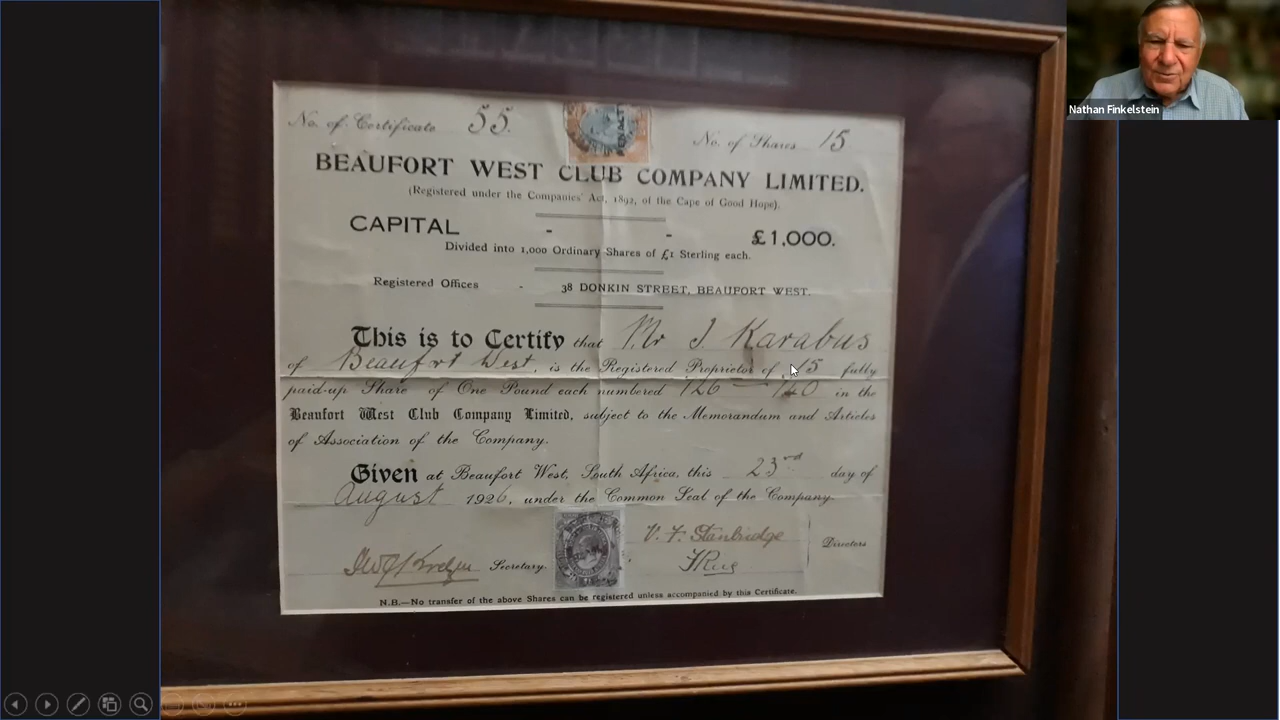 Nathan Finkelstein
No. of Certificate 55.
No. of Shares 15
BEAUFORT WEST CLUB COMPANY LIMITED.
(Registered under the Companies' Act, 1892, of the Cape of Good Hope).
CAPITAL - - £1,000.
Divided into 1,000 Ordinary Shares of £1 Sterling each.
Registered Offices - 38 DONKIN STREET, BEAUFORT WEST.
This is to Certify that Mr J. Karabus
of Beaufort West, is the Registered Proprietor of 15 fully
paid-up Share of One Pound each numbered 126 — 140 in the
Beaufort West Club Company Limited, subject to the Memorandum and Articles
of Association of the Company.
Given at Beaufort West, South Africa, this 23rd day of
August 1926, under the Common Seal of the Company.
V. F. Stanbridge
Directors
Secretary.
N.B.—No transfer of the above Shares can be registered unless accompanied by this Certificate.